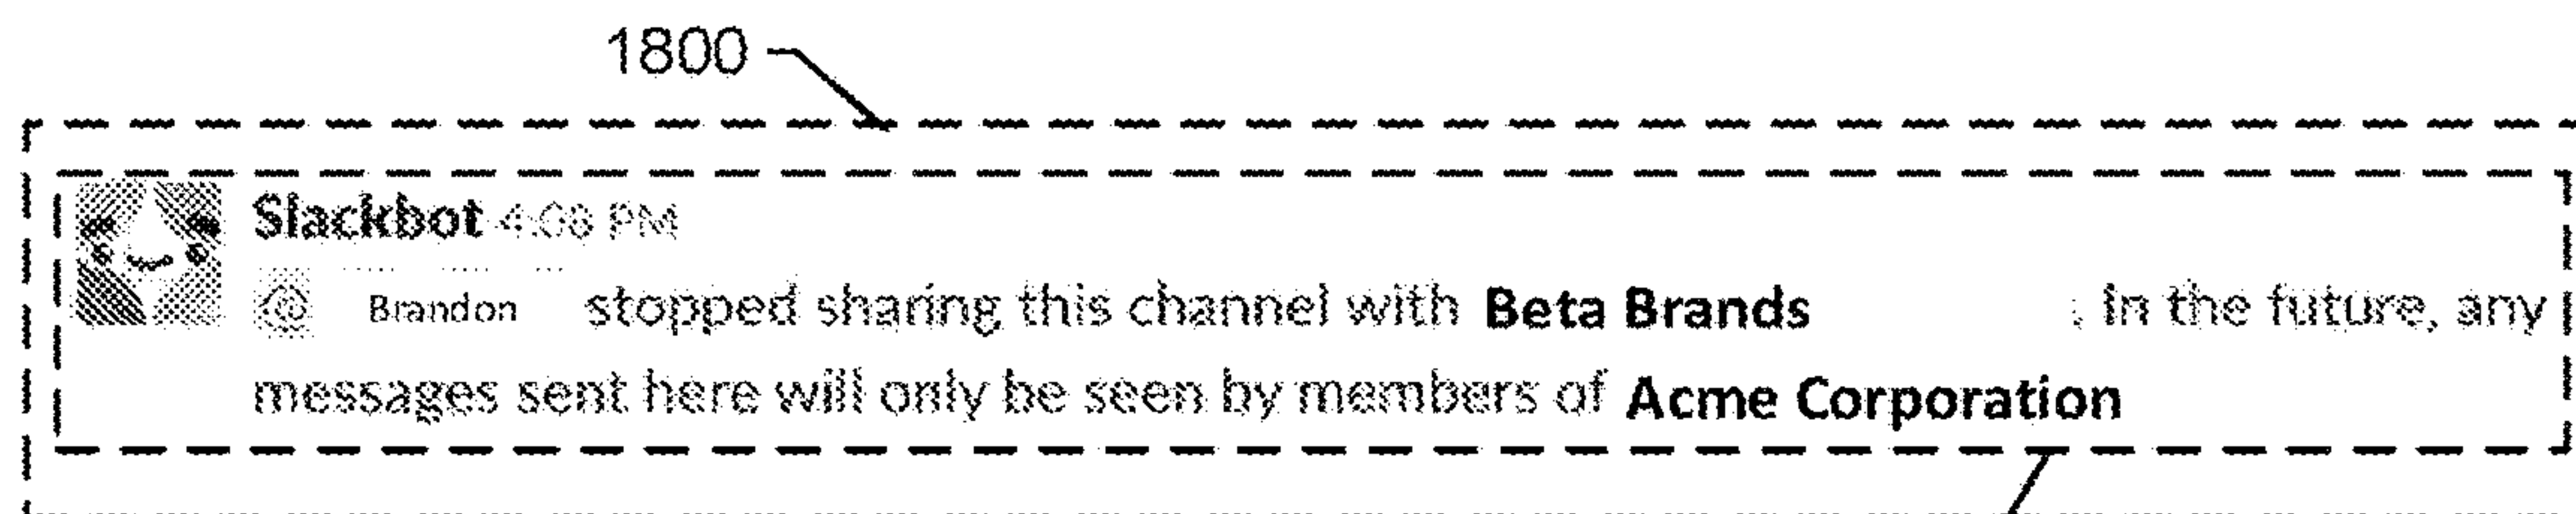 1800
Slackbot 4:08 PM
Brandon stopped sharing this channel with Beta Brands . In the future, any
messages sent here will only be seen by members of Acme Corporation